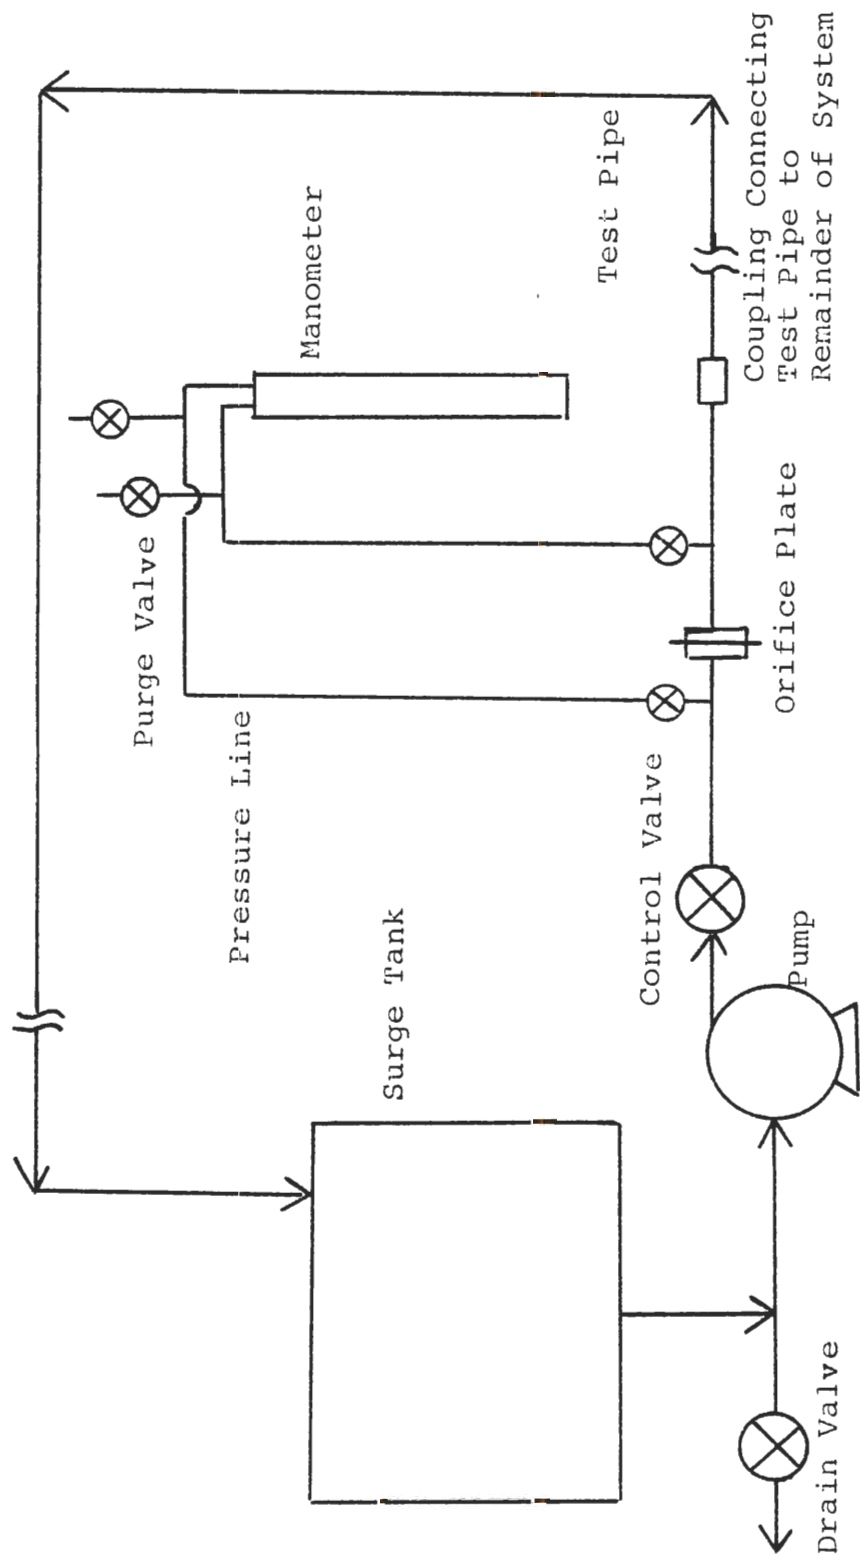 Purge Valve
Manometer
Pressure Line
Surge Tank
Test Pipe
Control Valve
Pump
Orifice Plate
Coupling Connecting
Test Pipe to
Remainder of System
Drain Valve